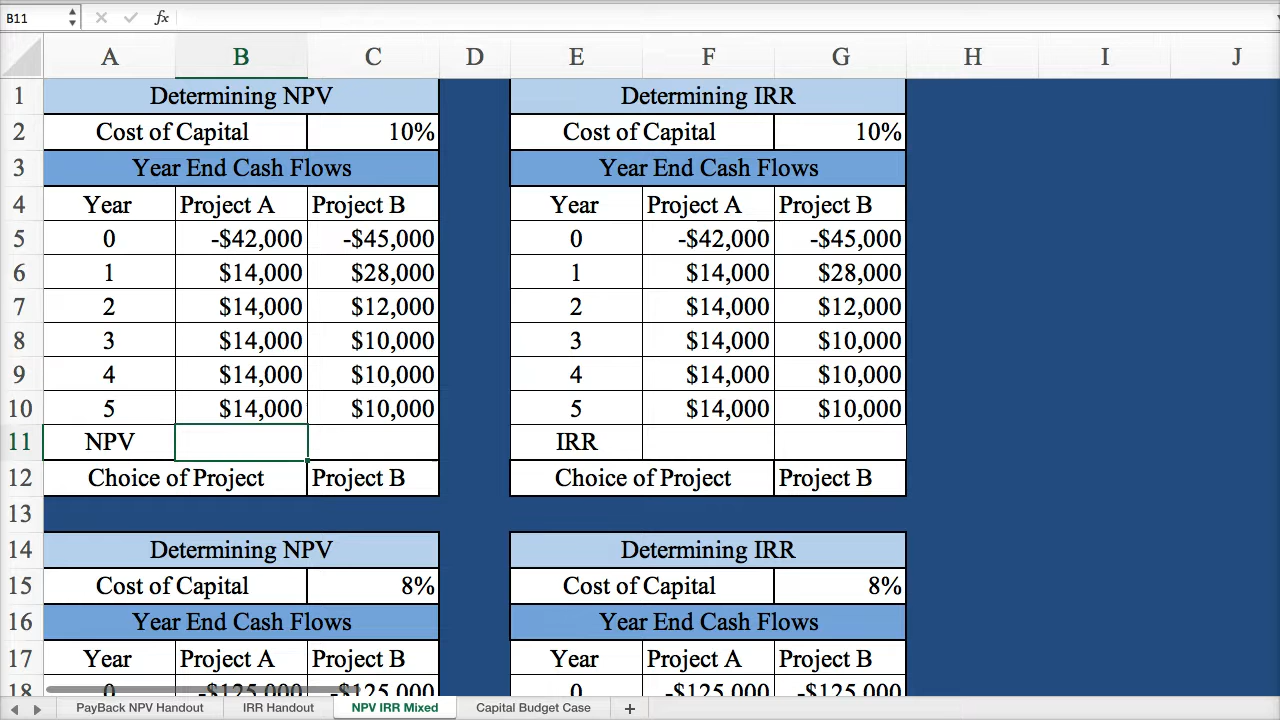 B11 fx
A B C D E F G H I J
1 Determining NPV Determining IRR
2 Cost of Capital 10% Cost of Capital 10%
3 Year End Cash Flows Year End Cash Flows
4 Year Project A Project B Year Project A Project B
5 0 -$42,000 -$45,000 0 -$42,000 -$45,000
6 1 $14,000 $28,000 1 $14,000 $28,000
7 2 $14,000 $12,000 2 $14,000 $12,000
8 3 $14,000 $10,000 3 $14,000 $10,000
9 4 $14,000 $10,000 4 $14,000 $10,000
10 5 $14,000 $10,000 5 $14,000 $10,000
11 NPV IRR
12 Choice of Project Project B Choice of Project Project B
13
14 Determining NPV Determining IRR
15 Cost of Capital 8% Cost of Capital 8%
16 Year End Cash Flows Year End Cash Flows
17 Year Project A Project B Year Project A Project B
18 0 -$125,000 -$125,000 0 -$125,000 -$125,000
PayBack NPV Handout IRR Handout NPV IRR Mixed Capital Budget Case +